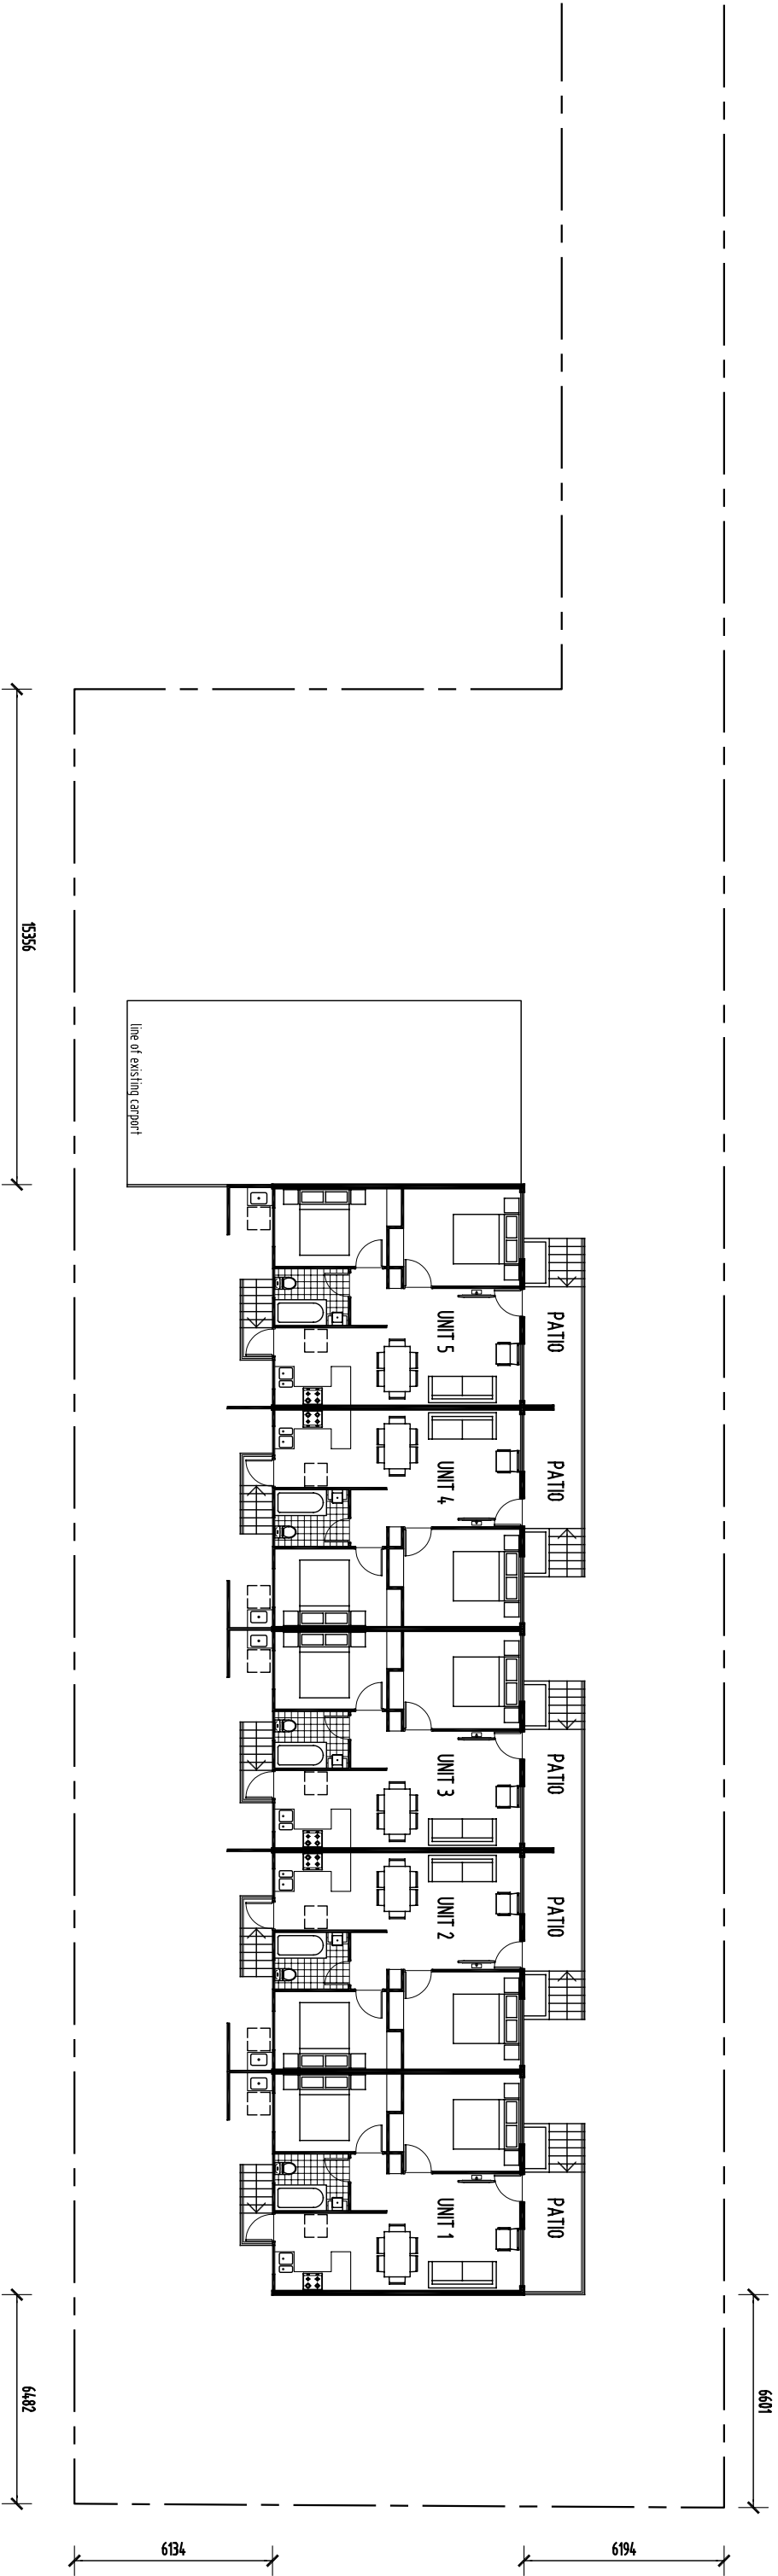 15356
line of existing carport
UNIT 5
PATIO
UNIT 4
PATIO
UNIT 3
PATIO
UNIT 2
PATIO
UNIT 1
PATIO
6482
6601
6134
6194